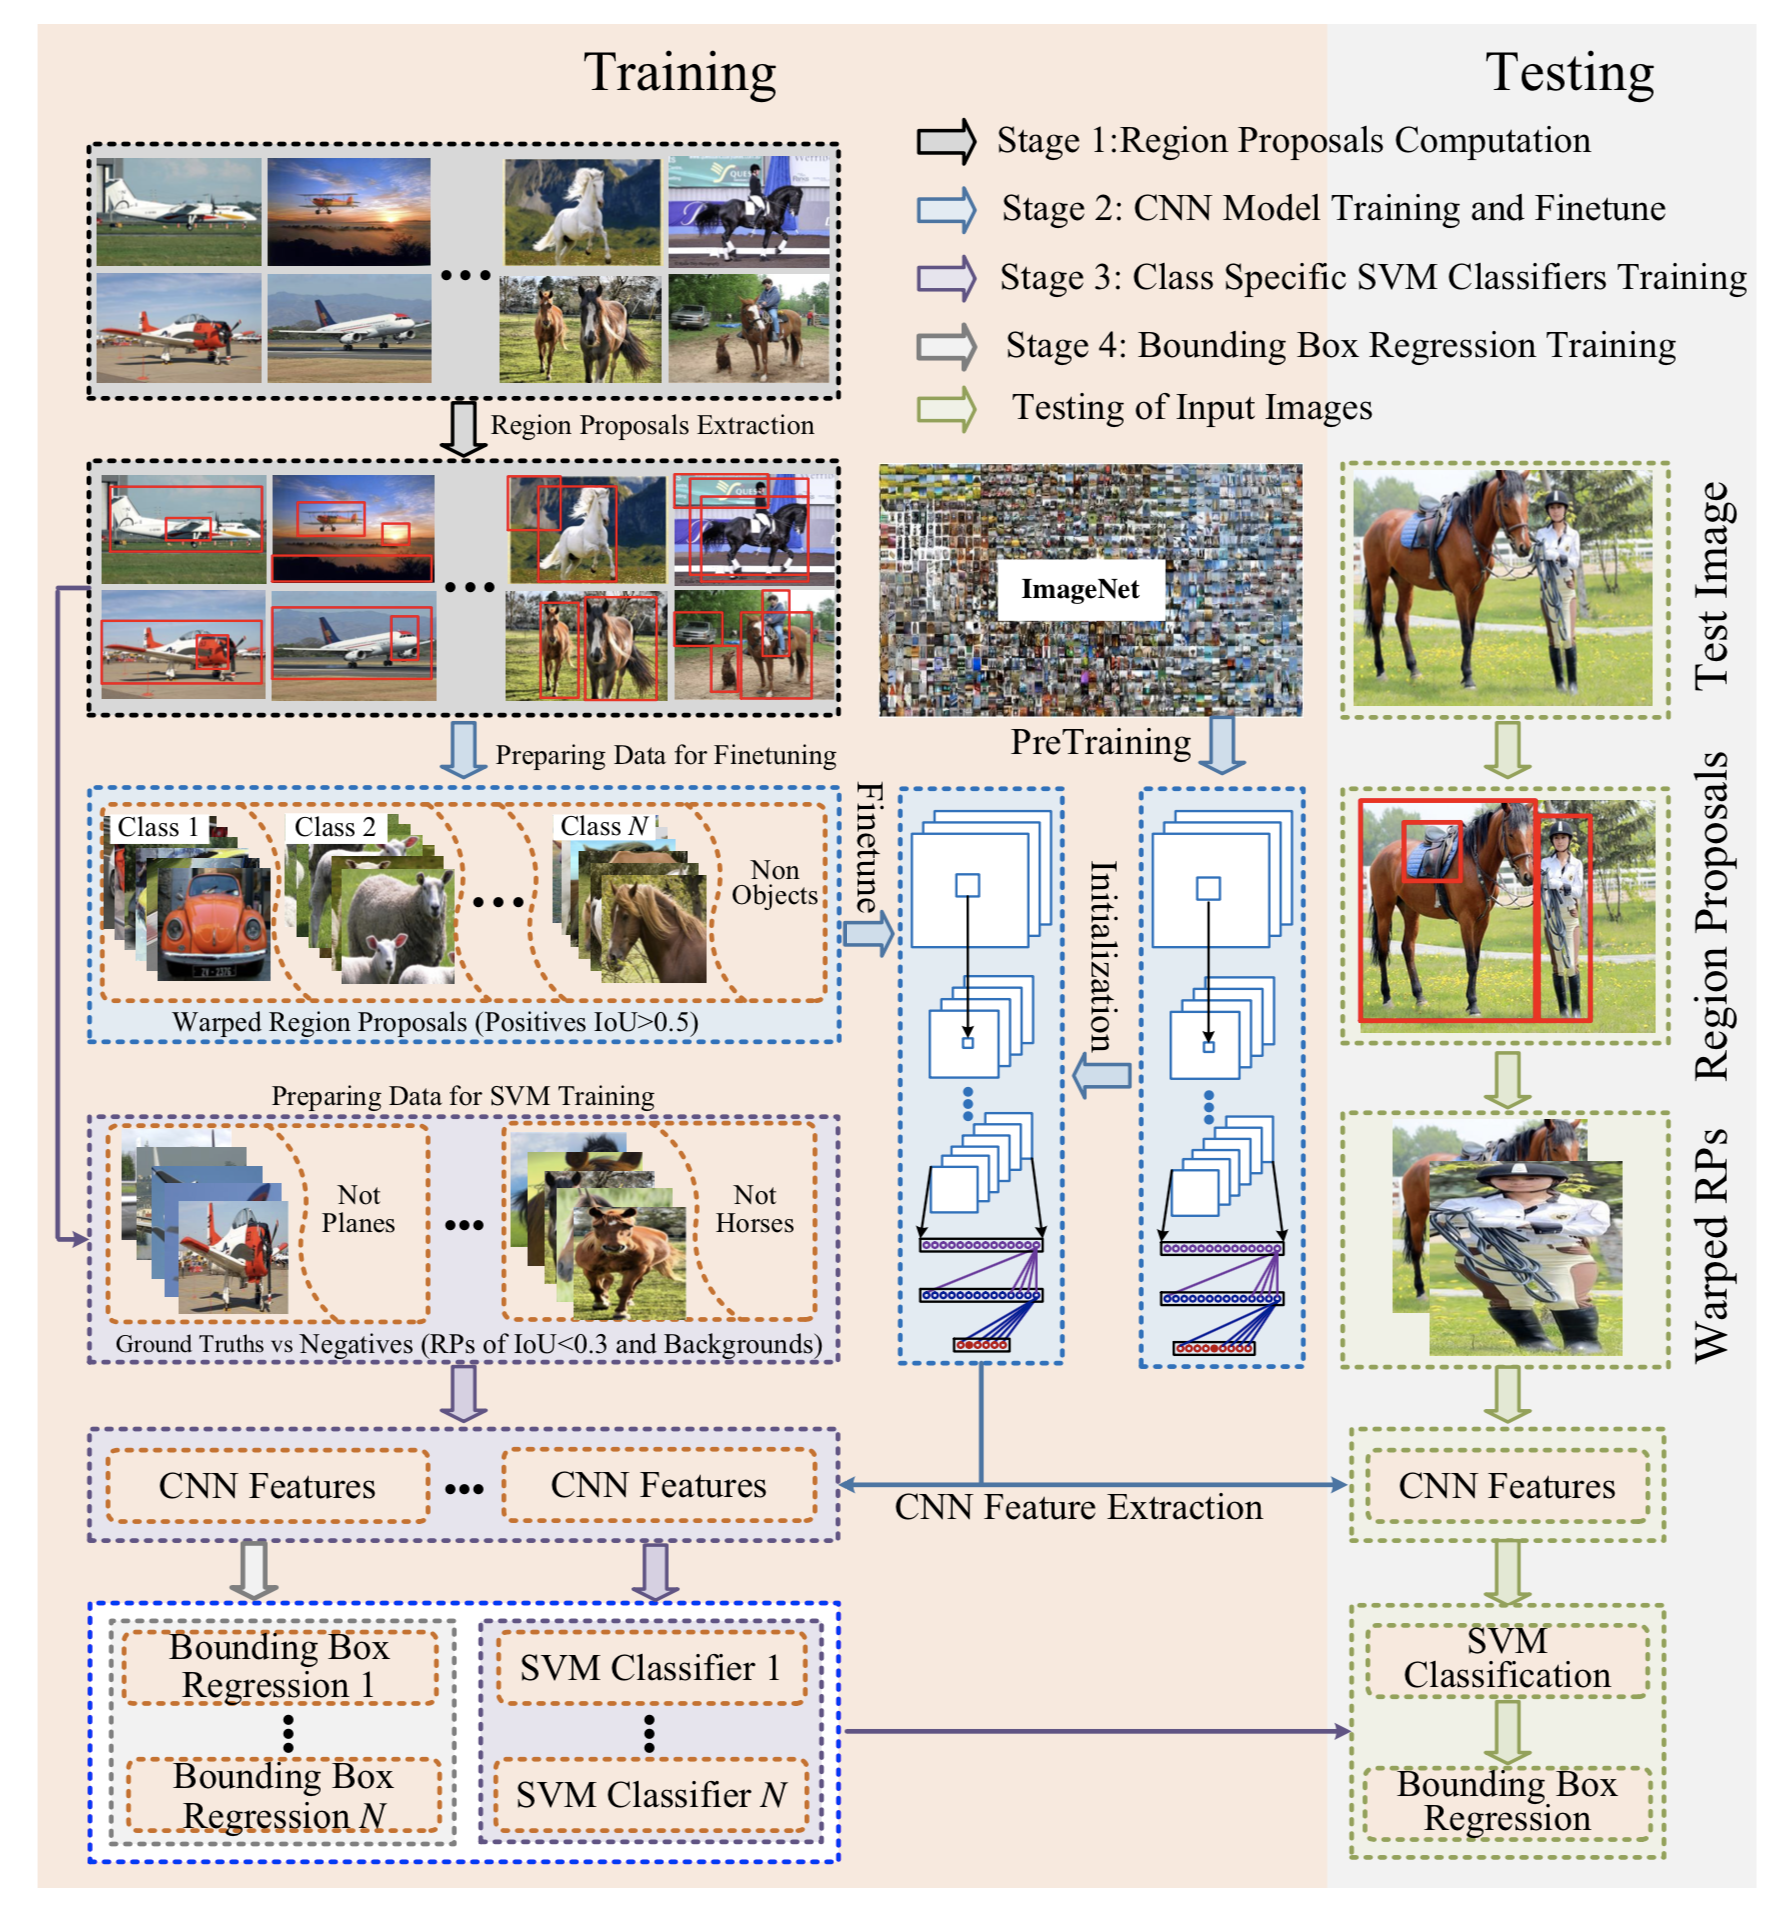 Training
Testing
Stage 1:Region Proposals Computation
Stage 2: CNN Model Training and Finetune
Stage 3: Class Specific SVM Classifiers Training
Stage 4: Bounding Box Regression Training
Testing of Input Images
QUES
Region Proposals Extraction
QUES
ImageNet
Test Image
Preparing Data for Finetuning
PreTraining
Class 1
Class 2
Class N
Non
Objects
ZV·2376
Warped Region Proposals (Positives IoU>0.5)
Finetune
Initialization
Region Proposals
Preparing Data for SVM Training
Not
Planes
Not
Horses
Ground Truths vs Negatives (RPs of IoU<0.3 and Backgrounds)
Warped RPs
CNN Features
CNN Features
CNN Feature Extraction
CNN Features
Bounding Box
Regression 1
Bounding Box
Regression N
SVM Classifier 1
SVM Classifier N
SVM
Classification
Bounding Box
Regression